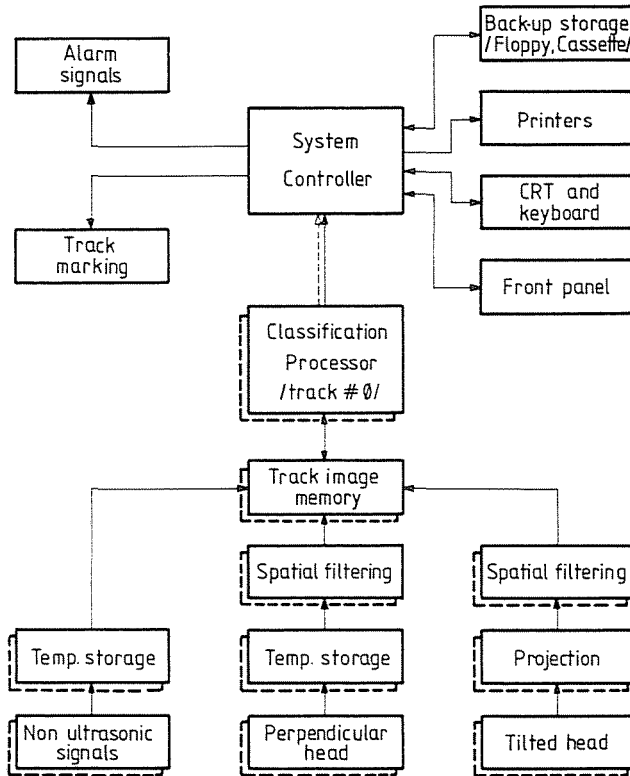 Back-up storage
/Floppy, Cassette/
Alarm
signals
System
Controller
Printers
CRT and
keyboard
Track
marking
Front panel
Classification
Processor
/track # 0/
Track image
memory
Spatial filtering
Spatial filtering
Temp. storage
Temp. storage
Projection
Non ultrasonic
signals
Perpendicular
head
Tilted head